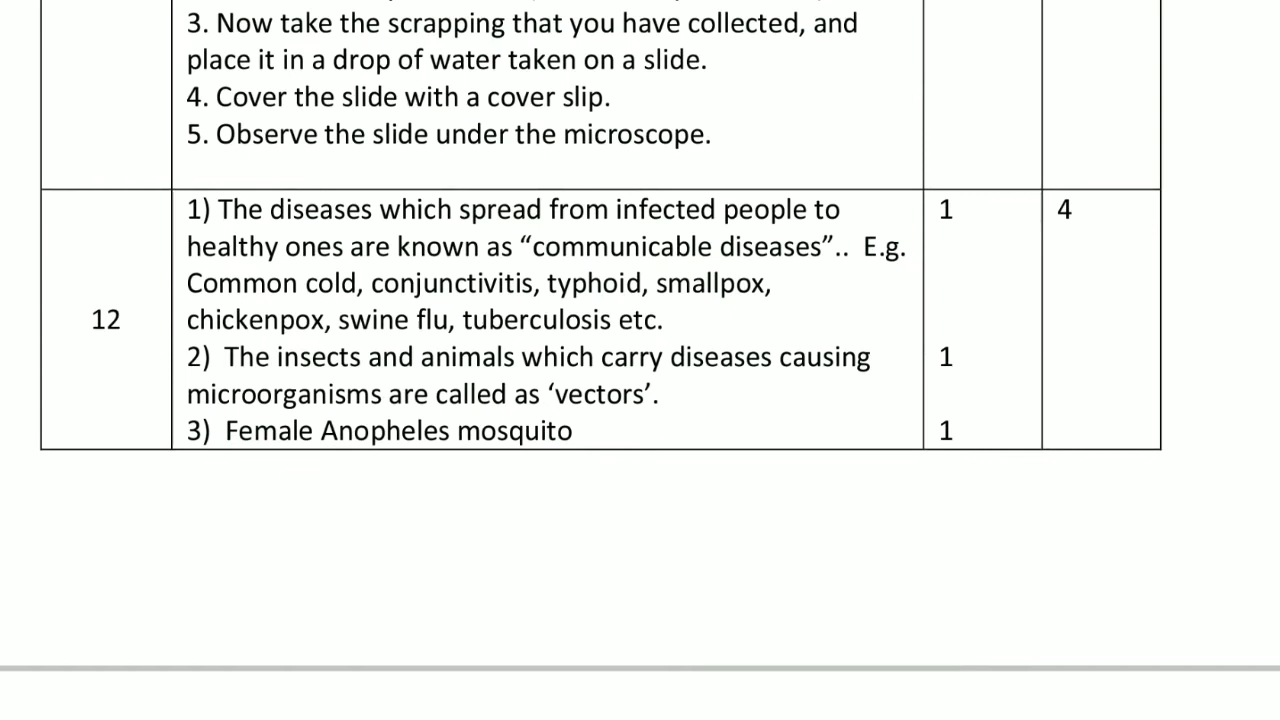 3. Now take the scrapping that you have collected, and
place it in a drop of water taken on a slide.
4. Cover the slide with a cover slip.
5. Observe the slide under the microscope.
12
1) The diseases which spread from infected people to
healthy ones are known as “communicable diseases”.. E.g.
Common cold, conjunctivitis, typhoid, smallpox,
chickenpox, swine flu, tuberculosis etc.
2) The insects and animals which carry diseases causing
microorganisms are called as ‘vectors’.
3) Female Anopheles mosquito
1
1
1
4